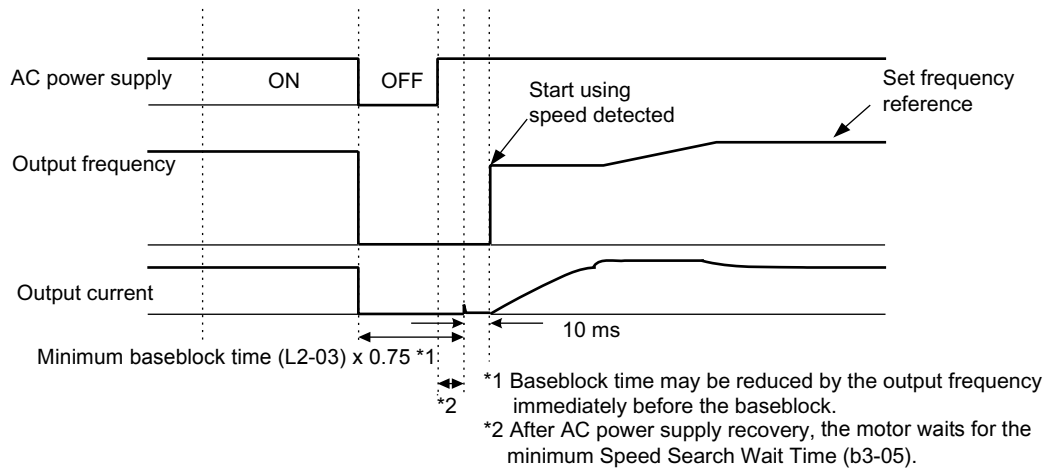 AC power supply
ON
OFF
Start using
speed detected
Set frequency
reference
Output frequency
Output current
10 ms
Minimum baseblock time (L2-03) x 0.75 *1
*2
*1 Baseblock time may be reduced by the output frequency
immediately before the baseblock.
*2 After AC power supply recovery, the motor waits for the
minimum Speed Search Wait Time (b3-05).